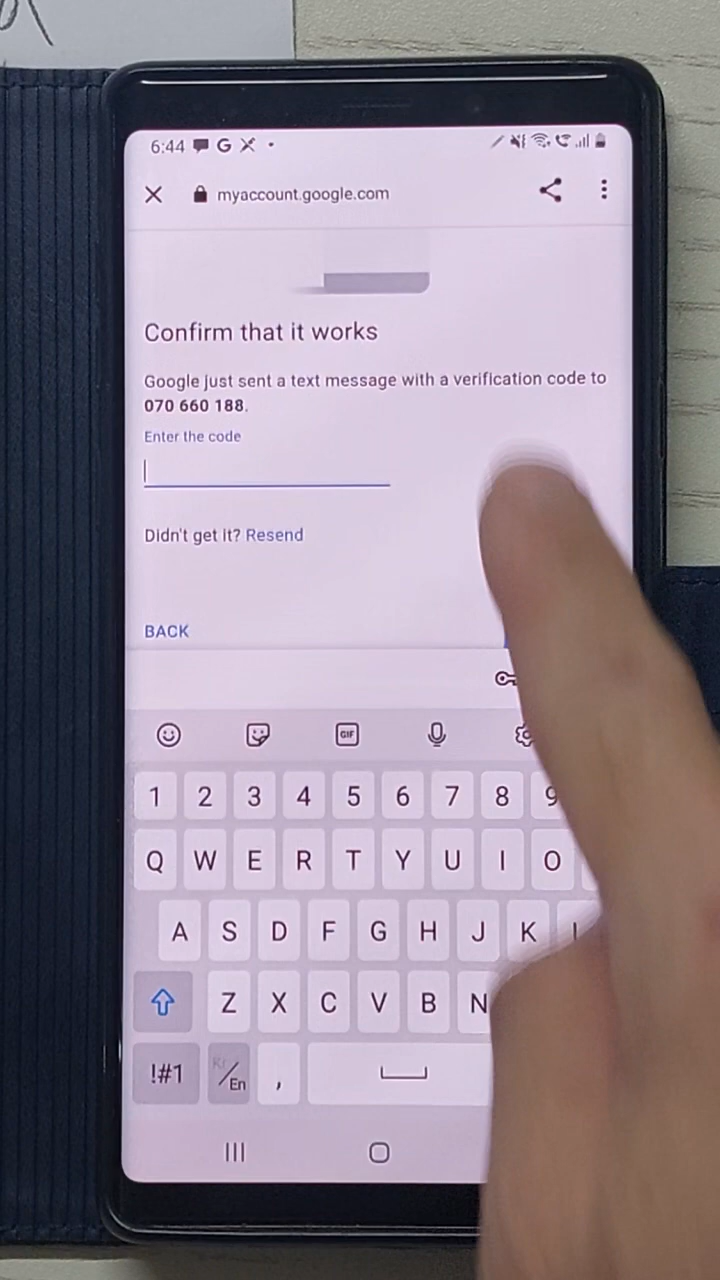 6:44 G
myaccount.google.com
Confirm that it works
Google just sent a text message with a verification code to
070 660 188.
Enter the code
Didn't get it? Resend
BACK
GIF
1 2 3 4 5 6 7 8 9
Q W E R T Y U I O
A S D F G H J K L
Z X C V B N
!#1 Kr/En ,